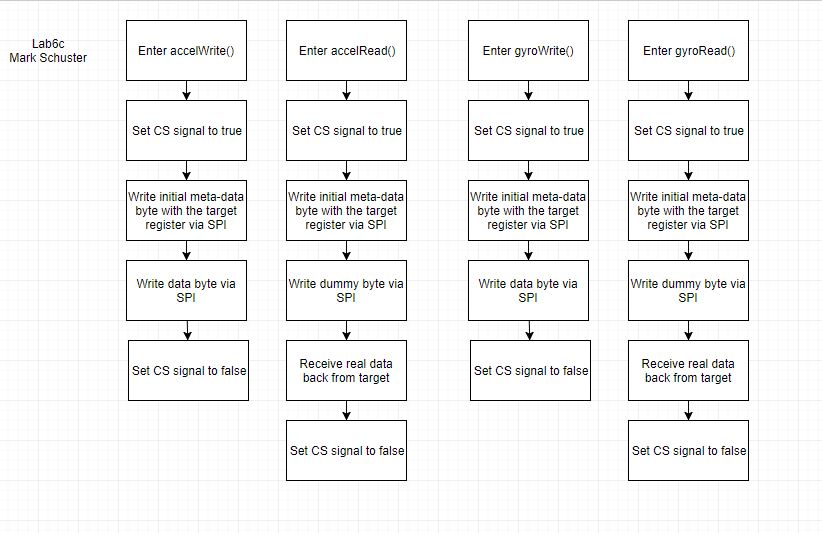 Lab6c
Mark Schuster
Enter accelWrite()
Set CS signal to true
Write initial meta-data
byte with the target
register via SPI
Write data byte via
SPI
Set CS signal to false
Enter accelRead()
Set CS signal to true
Write initial meta-data
byte with the target
register via SPI
Write dummy byte via
SPI
Receive real data
back from target
Set CS signal to false
Enter gyroWrite()
Set CS signal to true
Write initial meta-data
byte with the target
register via SPI
Write data byte via
SPI
Set CS signal to false
Enter gyroRead()
Set CS signal to true
Write initial meta-data
byte with the target
register via SPI
Write dummy byte via
SPI
Receive real data
back from target
Set CS signal to false